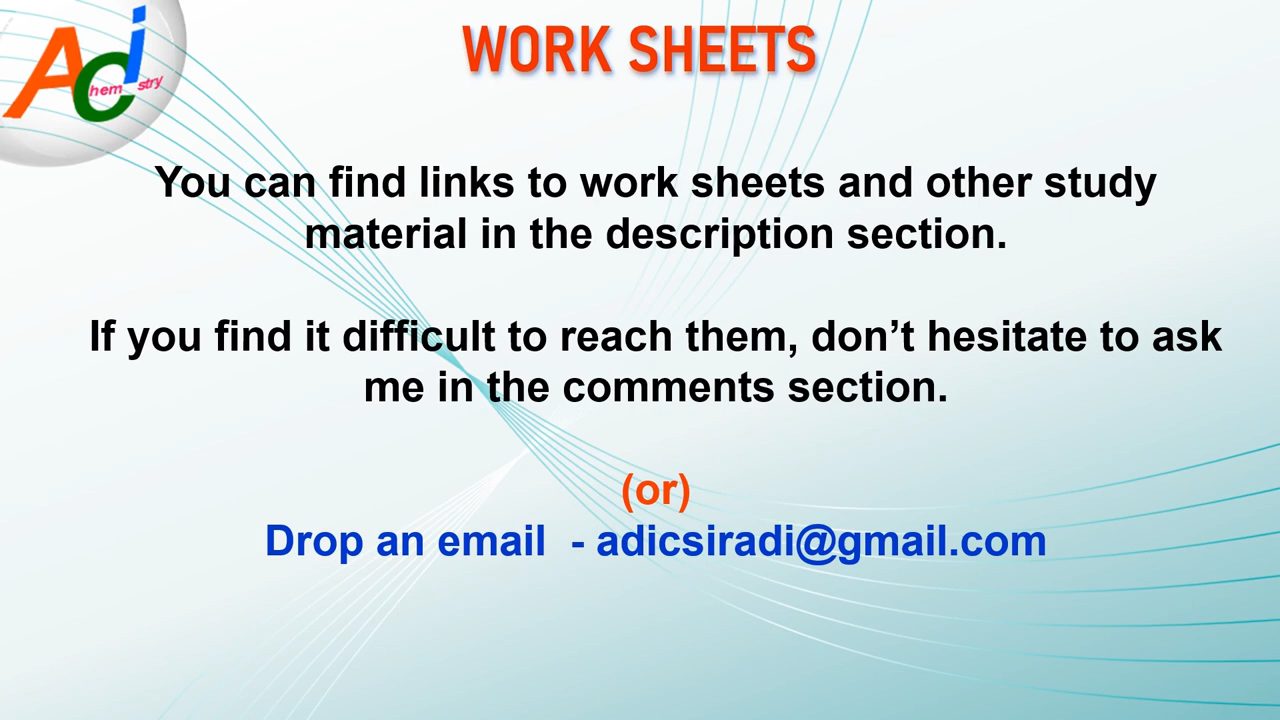 Adi
Chemistry
WORK SHEETS
You can find links to work sheets and other study
material in the description section.
If you find it difficult to reach them, don’t hesitate to ask
me in the comments section.
(or)
Drop an email - adicsiradi@gmail.com